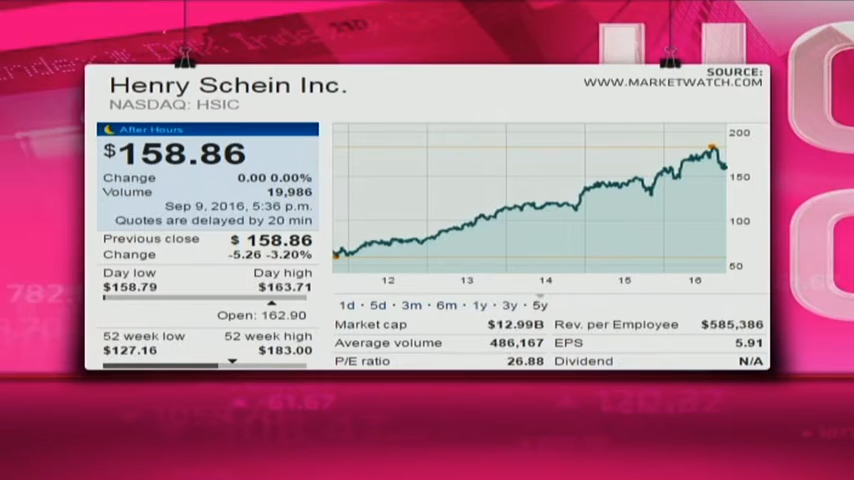 Henry Schein Inc.
NASDAQ: HSIC
SOURCE:
WWW.MARKETWATCH.COM
After Hours
$158.86
Change 0.00 0.00%
Volume 19,986
Sep 9, 2016, 5:36 p.m.
Quotes are delayed by 20 min
Previous close $ 158.86
Change -5.26 -3.20%
Day low Day high
$158.79 $163.71
Open: 162.90
52 week low 52 week high
$127.16 $183.00
200
150
100
50
12 13 14 15 16
1d · 5d · 3m · 6m · 1y · 3y · 5y
Market cap $12.99B Rev. per Employee $585,386
Average volume 486,167 EPS 5.91
P/E ratio 26.88 Dividend N/A
61.67